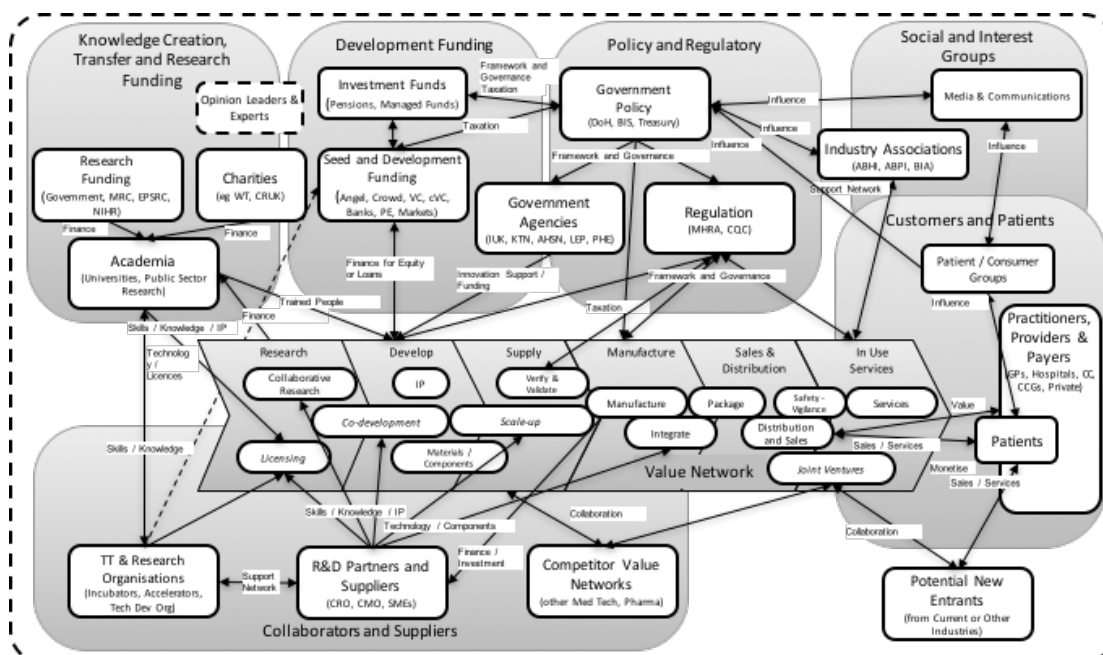 Knowledge Creation,
Transfer and Research
Funding
Opinion Leaders &
Experts
Research
Funding
(Government, MRC, EPSRC,
NIHR)
Charities
(eg WT, CRUK)
Finance
Finance
Academia
(Universities, Public Sector
Research)
Development Funding
Investment Funds
(Pensions, Managed Funds)
Framework and
Governance
Taxation
Taxation
Seed and Development
Funding
(Angel, Crowd, VC, cVC,
Banks, PE, Markets)
Policy and Regulatory
Government
Policy
(DoH, BIS, Treasury)
Framework and Governance
Influence
Influence
Influence
Government
Agencies
(IUK, KTN, AHSN, LEP, PHE)
Regulation
(MHRA, CQC)
Social and Interest
Groups
Media & Communications
Influence
Industry Associations
(ABHI, ABPI, BIA)
Support Network
Customers and Patients
Patient / Consumer
Groups
Influence
Practitioners,
Providers &
Payers
(GPs, Hospitals, CC,
CCGs, Private)
Patients
Trained People
Finance
Skills / Knowledge / IP
Technolog
y /
Licences
Skills / Knowledge
Finance for Equity
or Loans
Innovation Support /
Funding
Framework and Governance
Taxation
Research
Develop
Supply
Manufacture
Sales &
Distribution
In Use
Services
Collaborative
Research
IP
Verify &
Validate
Manufacture
Package
Safety -
Vigilance
Services
Co-development
Scale-up
Integrate
Distribution
and Sales
Licensing
Materials /
Components
Joint Ventures
Value Network
Value
Sales / Services
Monetise
Sales / Services
Skills / Knowledge / IP
Technology / Components
Collaboration
Finance /
Investment
Collaboration
TT & Research
Organisations
(Incubators, Accelerators,
Tech Dev Org)
Support
Network
R&D Partners and
Suppliers
(CRO, CMO, SMEs)
Competitor Value
Networks
(other Med Tech, Pharma)
Potential New
Entrants
(from Current or Other
Industries)
Collaborators and Suppliers